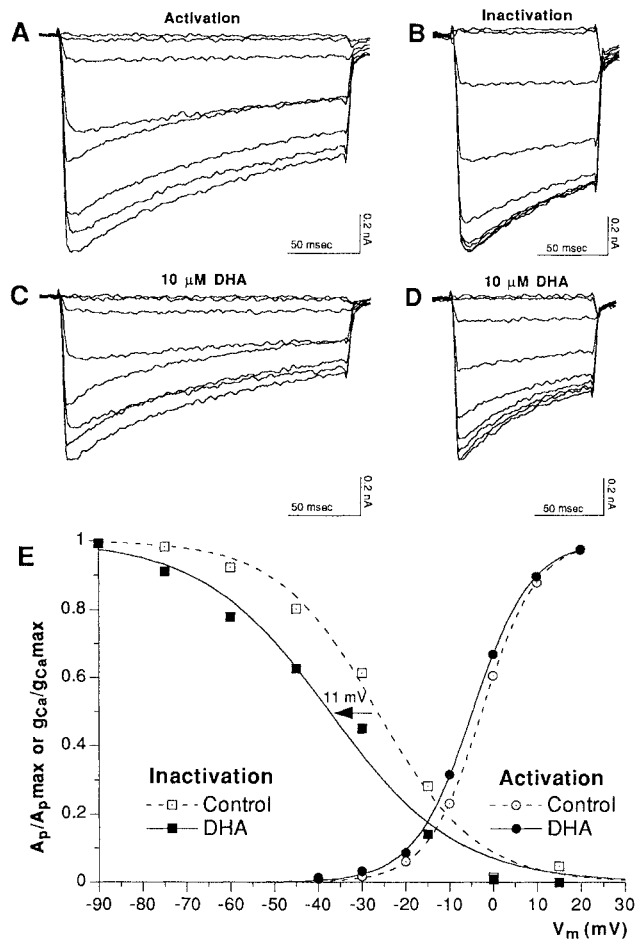 A
Activation
B
Inactivation
50 msec
0.2 nA
50 msec
0.2 nA
C
10 µM DHA
D
10 µM DHA
50 msec
0.2 nA
50 msec
0.2 nA
E
Ap/Apmax or gCa/gCamax
1
0.8
0.6
0.4
0.2
0
11 mV
Inactivation
Control
DHA
Activation
Control
DHA
-90 -80 -70 -60 -50 -40 -30 -20 -10 0 10 20 30
Vm (mV)